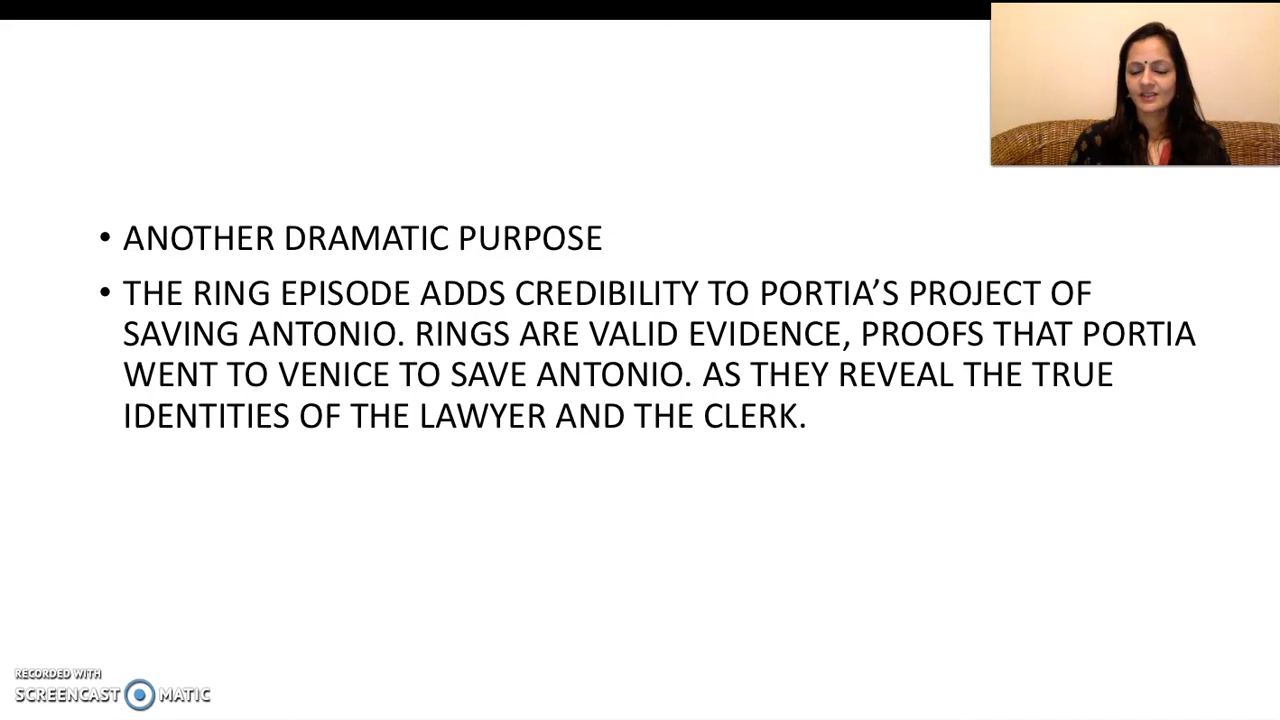 • ANOTHER DRAMATIC PURPOSE
• THE RING EPISODE ADDS CREDIBILITY TO PORTIA’S PROJECT OF
SAVING ANTONIO. RINGS ARE VALID EVIDENCE, PROOFS THAT PORTIA
WENT TO VENICE TO SAVE ANTONIO. AS THEY REVEAL THE TRUE
IDENTITIES OF THE LAWYER AND THE CLERK.
RECORDED WITH
SCREENCAST MATIC